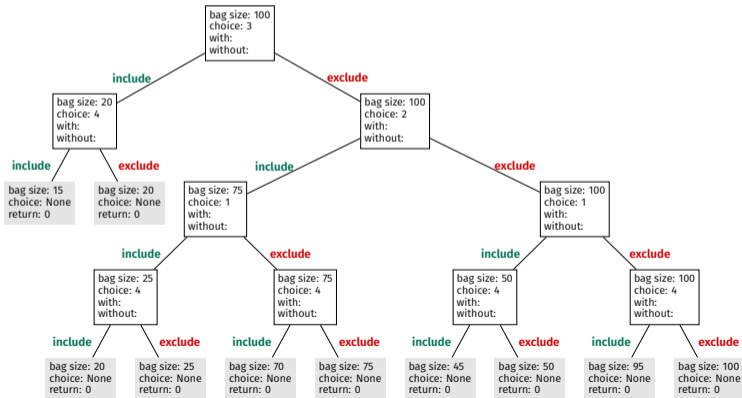 bag size: 100
choice: 3
with:
without:
include
exclude
bag size: 20
choice: 4
with:
without:
bag size: 100
choice: 2
with:
without:
include
exclude
include
exclude
bag size: 15
choice: None
return: 0
bag size: 20
choice: None
return: 0
bag size: 75
choice: 1
with:
without:
bag size: 100
choice: 1
with:
without:
include
exclude
include
exclude
bag size: 25
choice: 4
with:
without:
bag size: 75
choice: 4
with:
without:
bag size: 50
choice: 4
with:
without:
bag size: 100
choice: 4
with:
without:
include
exclude
include
exclude
include
exclude
include
exclude
bag size: 20
choice: None
return: 0
bag size: 25
choice: None
return: 0
bag size: 70
choice: None
return: 0
bag size: 75
choice: None
return: 0
bag size: 45
choice: None
return: 0
bag size: 50
choice: None
return: 0
bag size: 95
choice: None
return: 0
bag size: 100
choice: None
return: 0